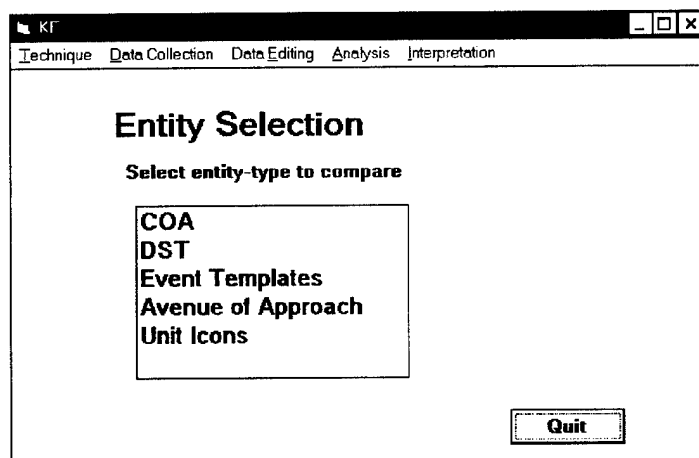 KF
Technique Data Collection Data Editing Analysis Interpretation
Entity Selection
Select entity-type to compare
COA
DST
Event Templates
Avenue of Approach
Unit Icons
Quit